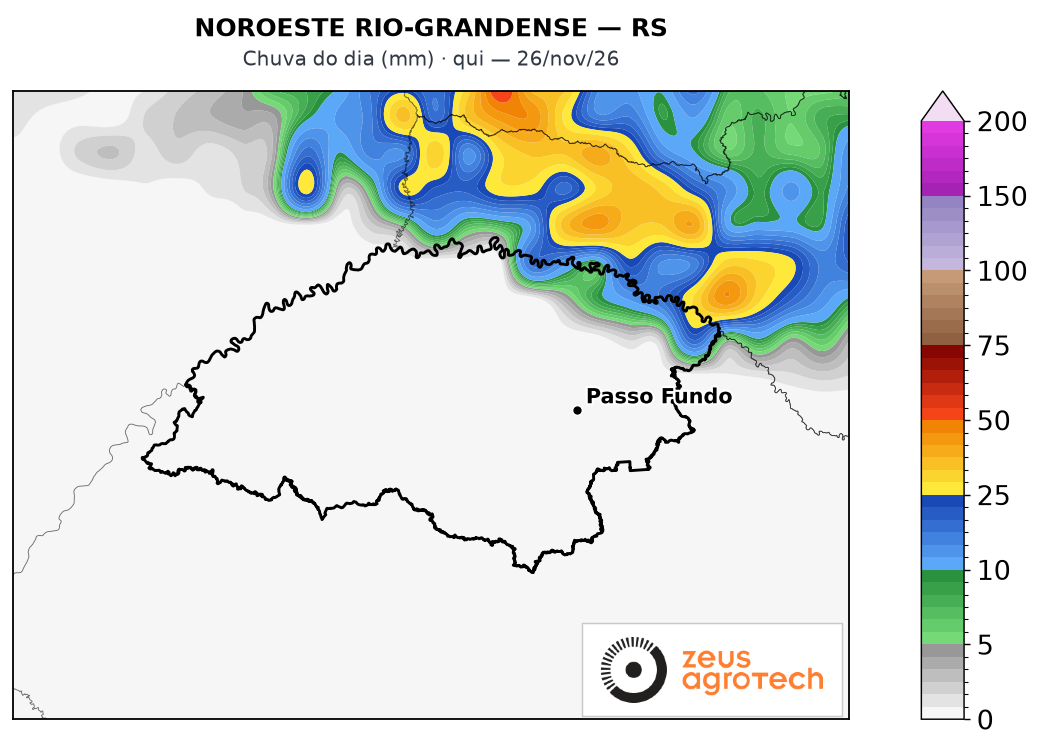 NOROESTE RIO-GRANDENSE — RS
Chuva do dia (mm) · qui — 26/nov/26
200
150
100
75
50
25
10
5
0
Passo Fundo
zeus
agrotech